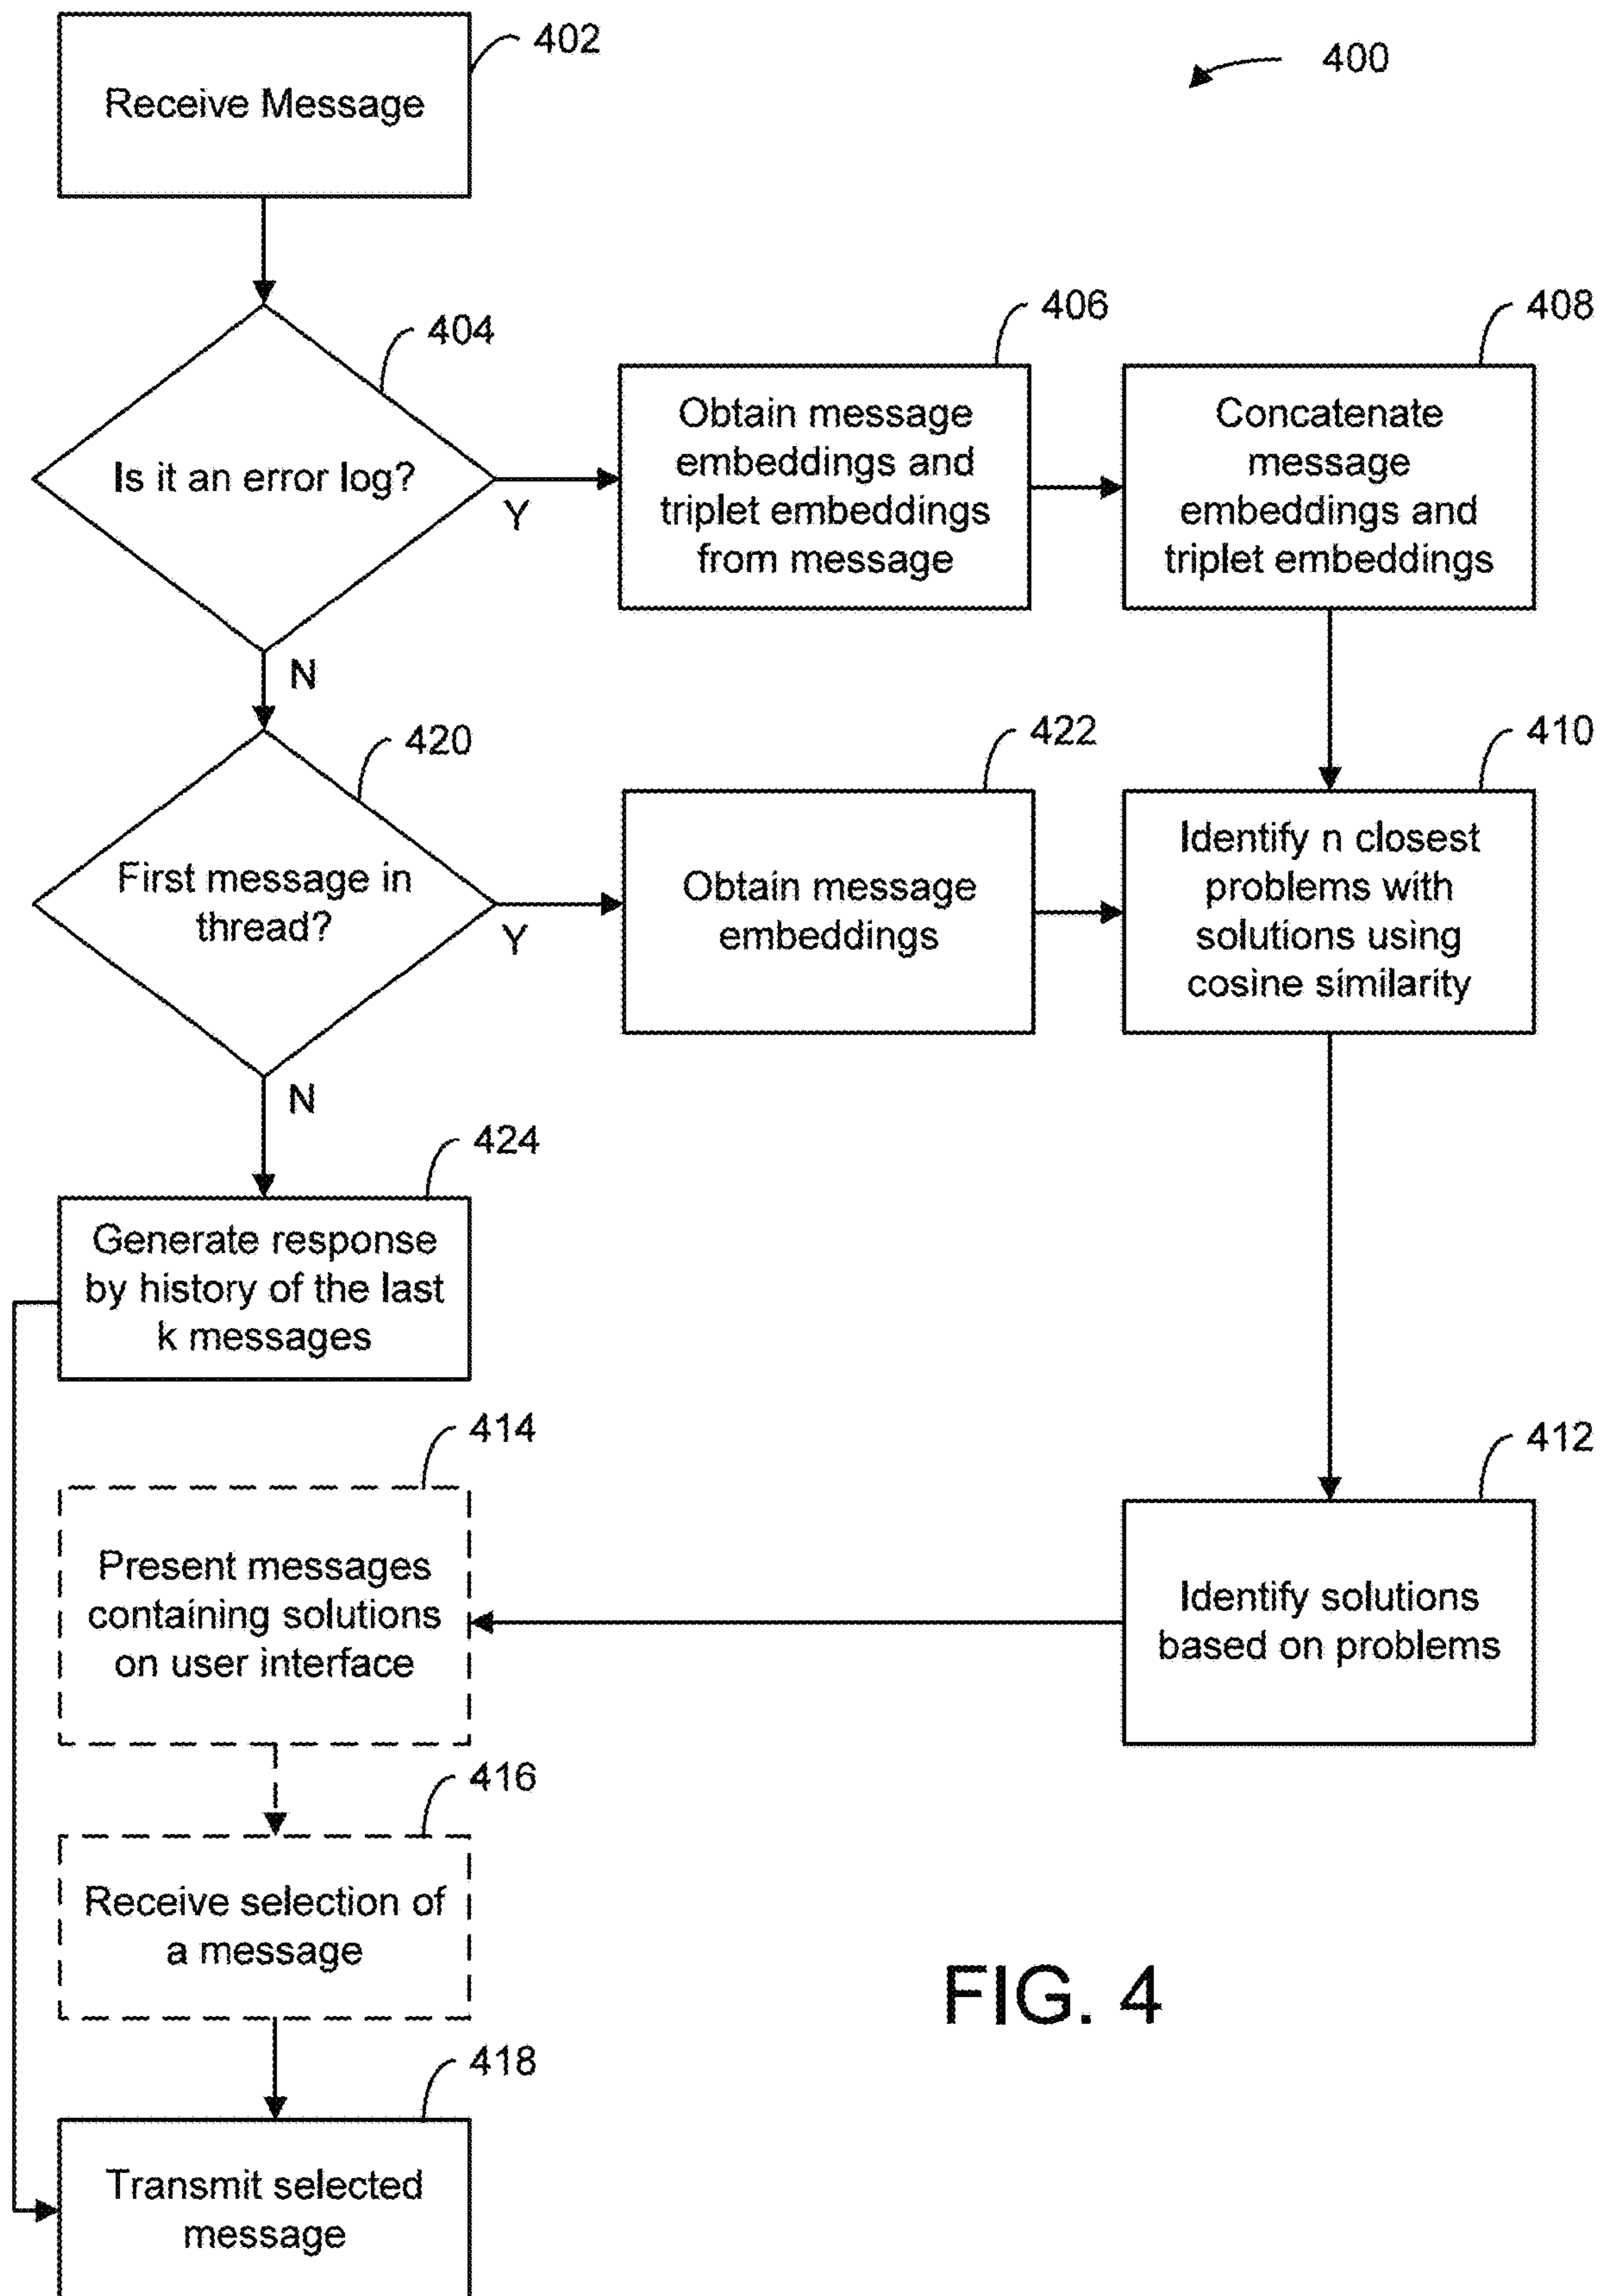 402
400
Receive Message
404
406
408
Is it an error log?
Y
N
Obtain message
embeddings and
triplet embeddings
from message
Concatenate
message
embeddings and
triplet embeddings
420
422
410
First message in
thread?
Y
N
Obtain message
embeddings
Identify n closest
problems with
solutions using
cosine similarity
424
Generate response
by history of the last
k messages
414
412
Present messages
containing solutions
on user interface
Identify solutions
based on problems
416
Receive selection of
a message
FIG. 4
418
Transmit selected
message